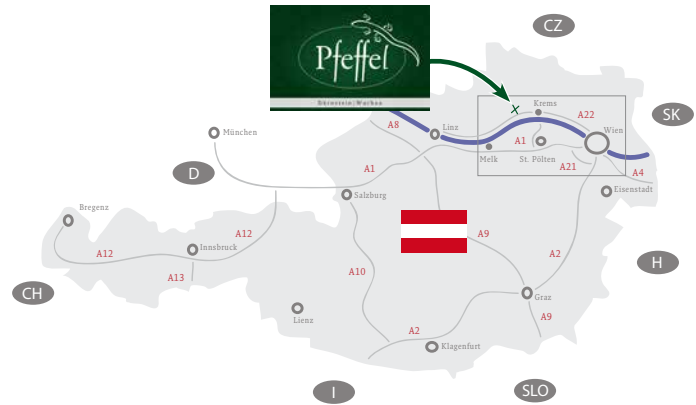 CZ
Pfeffel
Dürnstein|Wachau
Krems
A22
SK
A8
Linz
Wien
München
A1
Melk
St. Pölten
A21
A4
D
A1
Salzburg
Eisenstadt
Bregenz
A12
A9
Innsbruck
A12
A2
H
A13
A10
CH
Graz
Lienz
A9
A2
Klagenfurt
I
SLO